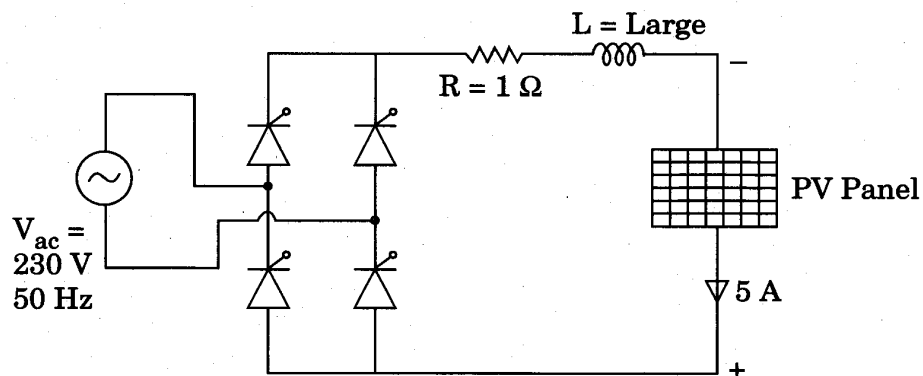 L = Large
R = 1 Ω
−
PV Panel
V_ac =
230 V
50 Hz
5 A
+